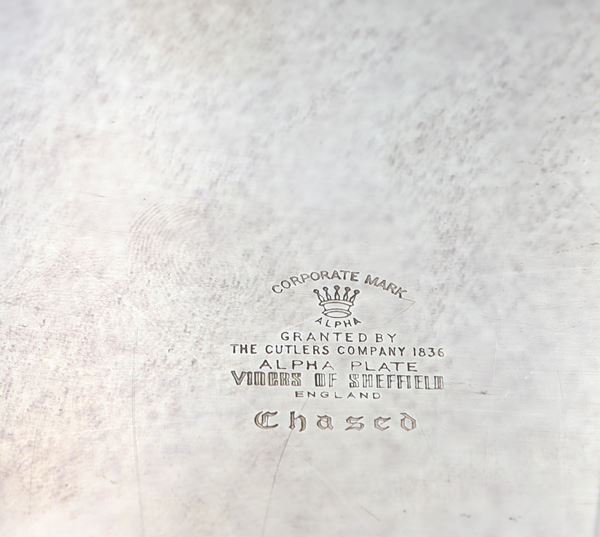 CORPORATE MARK
ALPHA
GRANTED BY
THE CUTLERS COMPANY 1836
ALPHA PLATE
VINERS OF SHEFFIELD
ENGLAND
Chased